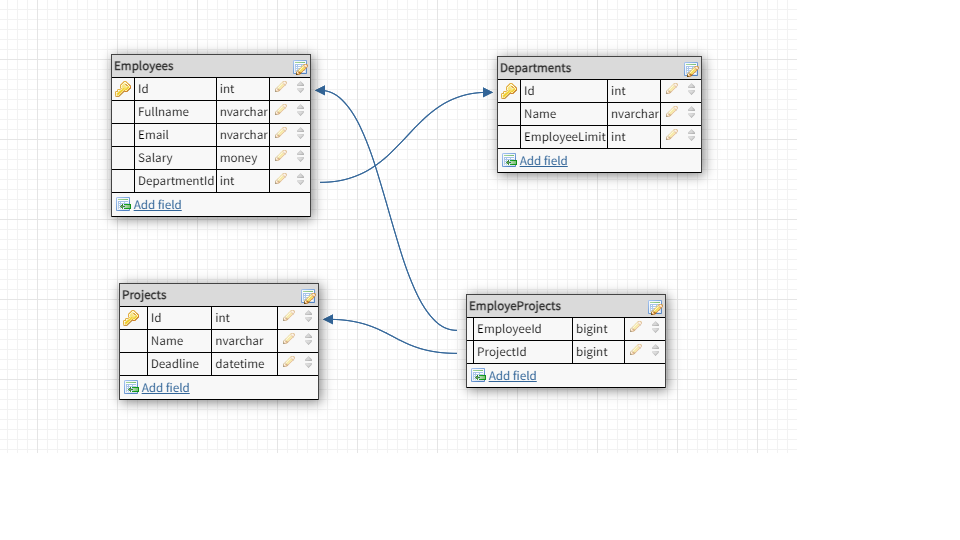 Employees
Id int
Fullname nvarchar
Email nvarchar
Salary money
DepartmentId int
Add field
Departments
Id int
Name nvarchar
EmployeeLimit int
Add field
Projects
Id int
Name nvarchar
Deadline datetime
Add field
EmployeProjects
EmployeeId bigint
ProjectId bigint
Add field